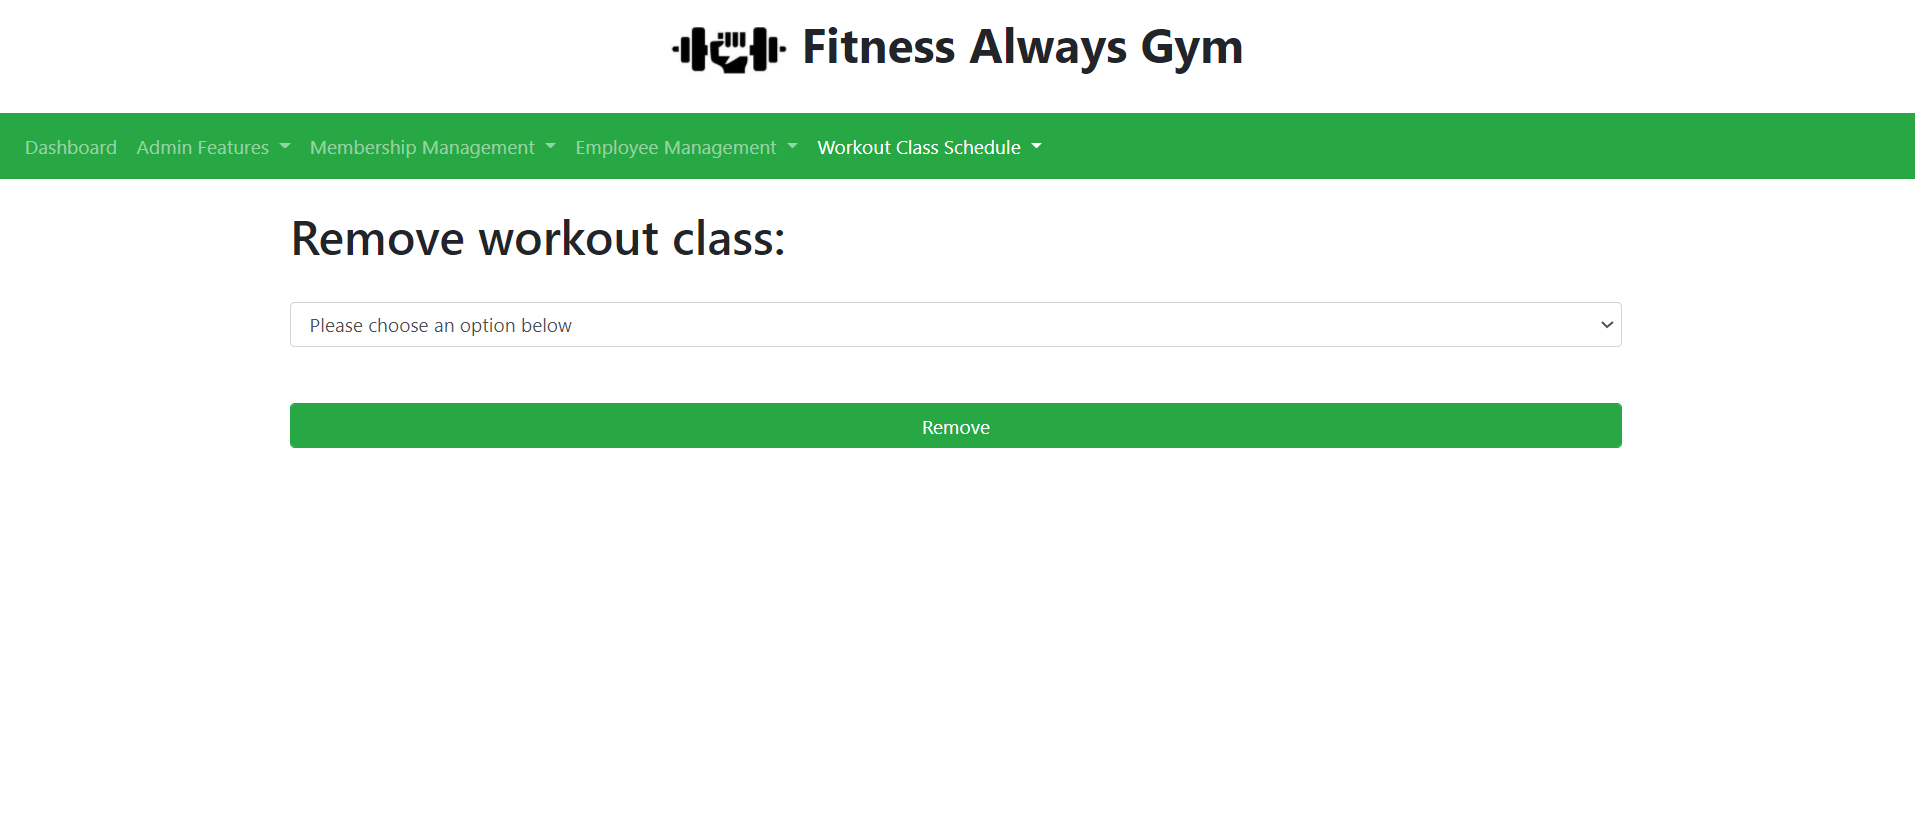 Fitness Always Gym
Dashboard Admin Features Membership Management Employee Management Workout Class Schedule
Remove workout class:
Please choose an option below
Remove